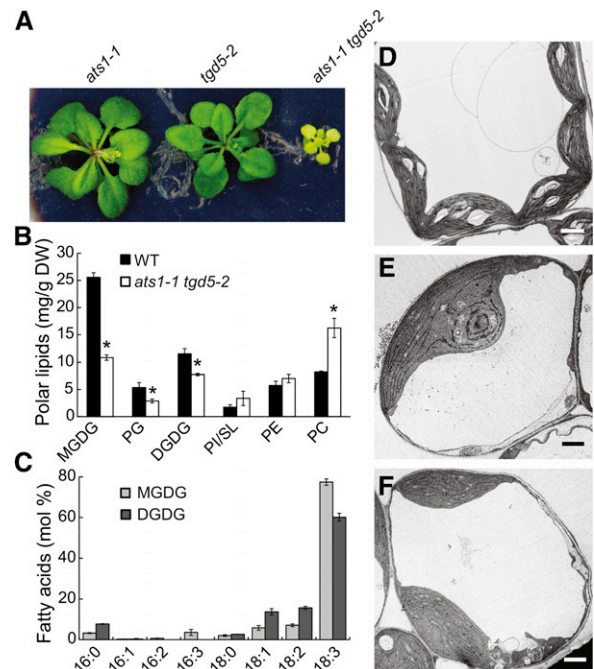 A
ats1-1
tgd5-2
ats1-1 tgd5-2
B
Polar lipids (mg/g DW)
30
25
20
15
10
5
0
WT
ats1-1 tgd5-2
*
*
*
*
MGDG
PG
DGDG
PI/SL
PE
PC
C
Fatty acids (mol %)
80
60
40
20
0
MGDG
DGDG
16:0
16:1
16:2
16:3
18:0
18:1
18:2
18:3
D
E
F